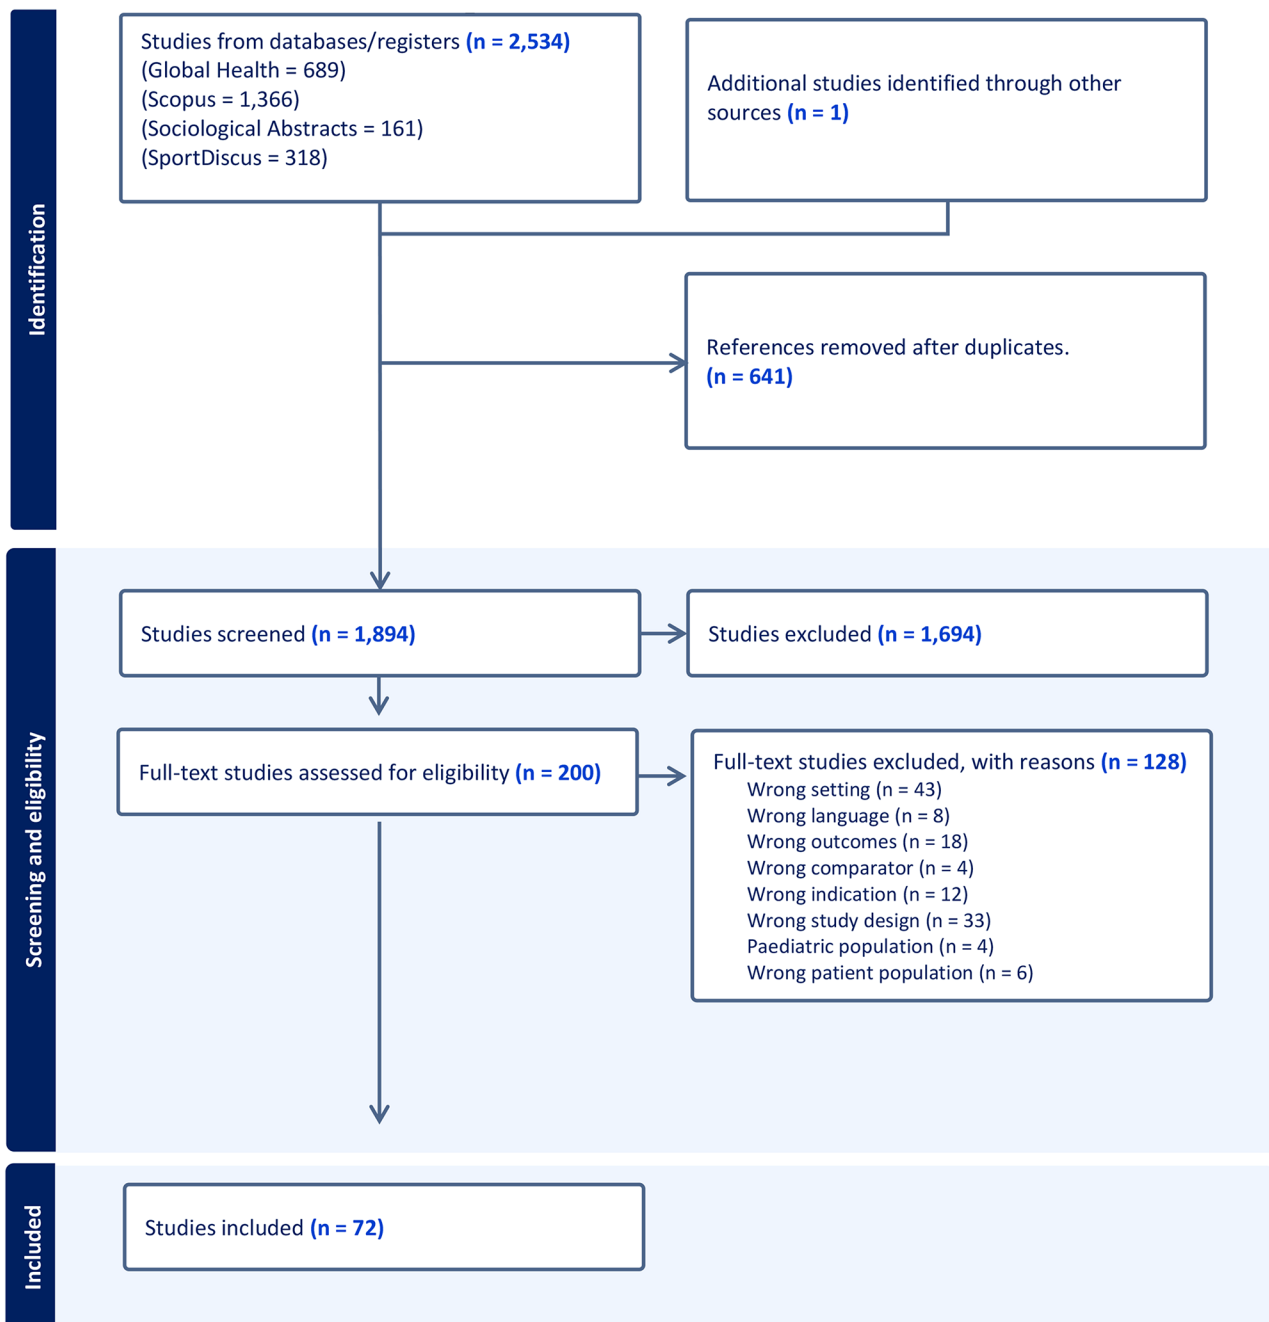 Identification
Studies from databases/registers (n = 2,534)
(Global Health = 689)
(Scopus = 1,366)
(Sociological Abstracts = 161)
(SportDiscus = 318)
Additional studies identified through other
sources (n = 1)
References removed after duplicates.
(n = 641)
Screening and eligibility
Studies screened (n = 1,894)
Studies excluded (n = 1,694)
Full-text studies assessed for eligibility (n = 200)
Full-text studies excluded, with reasons (n = 128)
Wrong setting (n = 43)
Wrong language (n = 8)
Wrong outcomes (n = 18)
Wrong comparator (n = 4)
Wrong indication (n = 12)
Wrong study design (n = 33)
Paediatric population (n = 4)
Wrong patient population (n = 6)
Included
Studies included (n = 72)